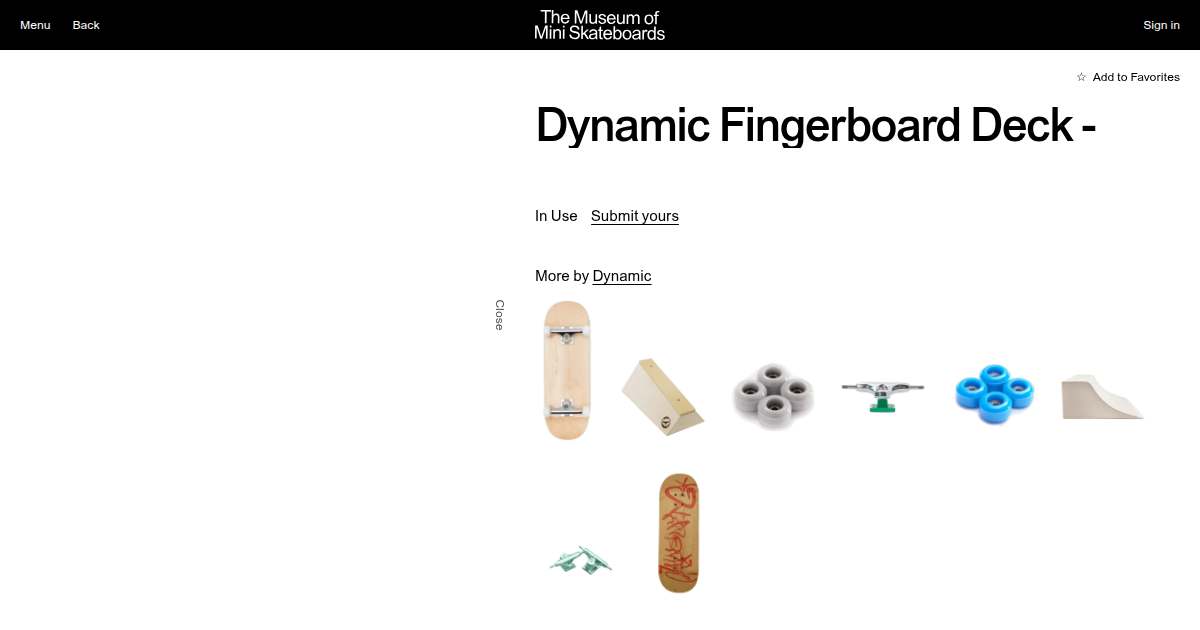 Menu Back
The Museum of
Mini Skateboards
Sign in
☆ Add to Favorites
Dynamic Fingerboard Deck -
In Use Submit yours
More by Dynamic
Close